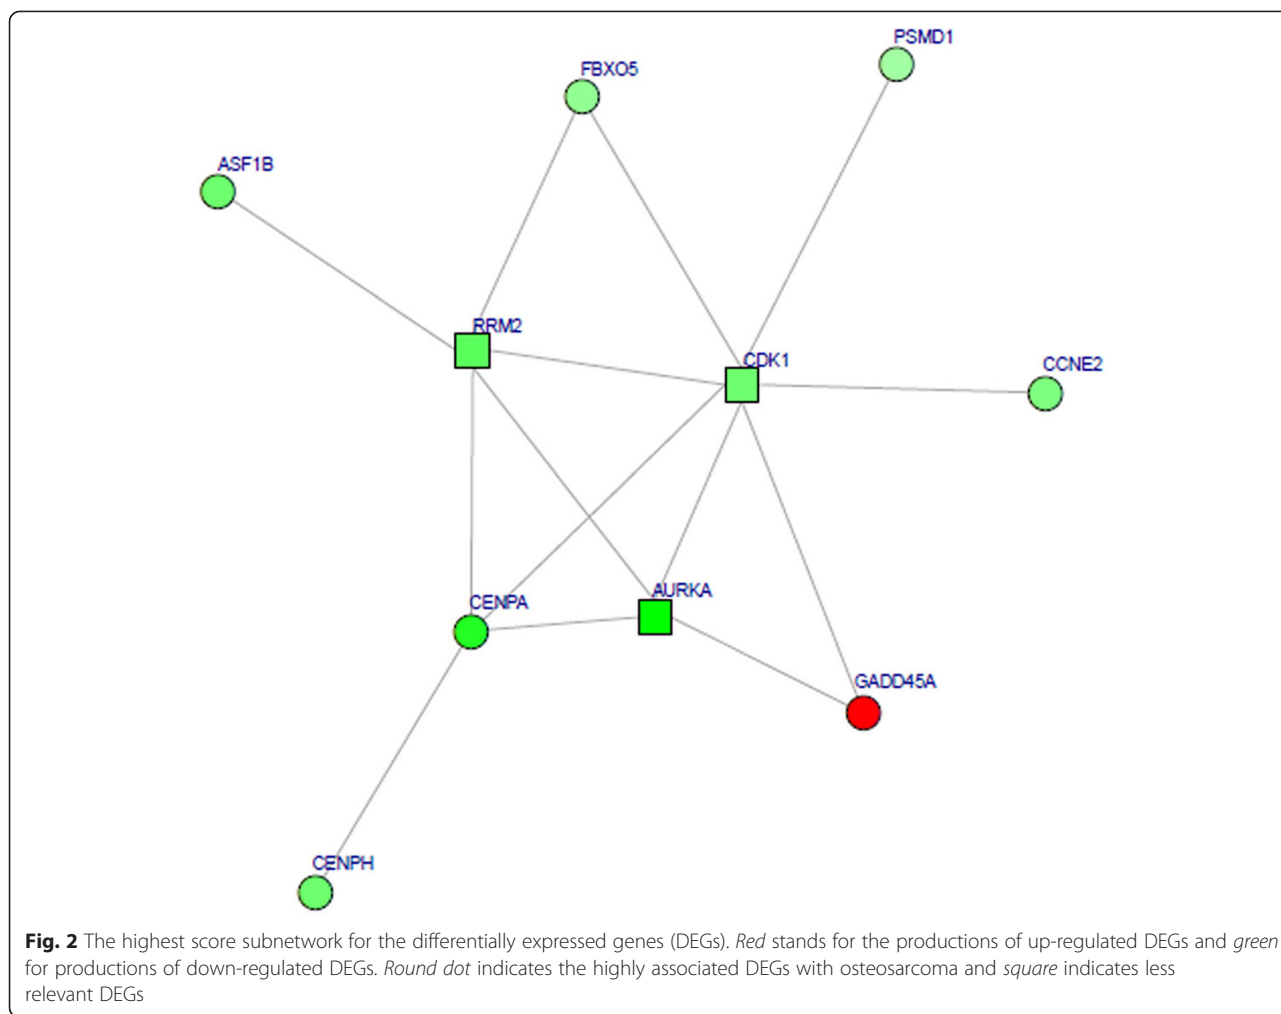 PSMD1
FBXO5
ASF1B
RRM2
CDK1
CCNE2
CENPA
AURKA
GADD45A
CENPH
Fig. 2 The highest score subnetwork for the differentially expressed genes (DEGs). Red stands for the productions of up-regulated DEGs and green
for productions of down-regulated DEGs. Round dot indicates the highly associated DEGs with osteosarcoma and square indicates less
relevant DEGs